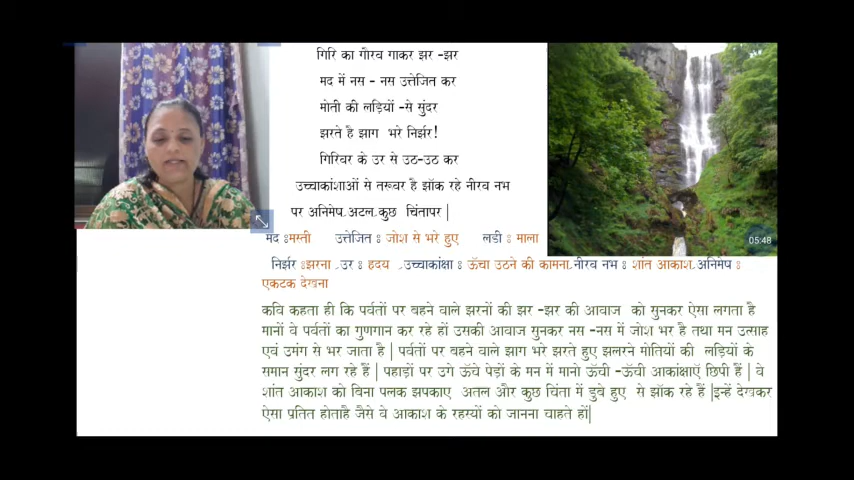 गिरि का गौरव गाकर झर -झर
मद में नस - नस उत्तेजित कर
मोती की लड़ियों -से सुंदर
झरते है झाग भरे निर्झर!
गिरिवर के उर से उठ-उठ कर
उच्चाकांशाओं से तरूवर है झॉक रहे नीरव नभ
पर अनिमेष.अटल.कुछ चिंतापर |
05:48
मद ःमस्ती उत्तेजित ः जोश से भरे हुए लडी ः माला
निर्झर ःझरना .उर ः हृदय .उच्चाकांक्षा ः ऊँचा उठने की कामना.नीरव नभ ः शांत आकाश.अनिमेष ः
एकटक देखना
कवि कहता ही कि पर्वतों पर बहने वाले झरनों की झर -झर की आवाज को सुनकर ऐसा लगता है
मानों वे पर्वतों का गुणगान कर रहे हों उसकी आवाज सुनकर नस -नस में जोश भर है तथा मन उत्साह
एवं उमंग से भर जाता है | पर्वतों पर बहने वाले झाग भरे झरते हुए झलरने मोतियों की लड़ियों के
समान सुंदर लग रहे हैं | पहाड़ों पर उगे ऊँचे पेड़ों के मन में मानो ऊँची -ऊँची आकांक्षाऍ छिपी हैं | वे
शांत आकाश को बिना पलक झपकाए अतल और कुछ चिंता में डुबे हुए से झॉक रहे हैं |इन्हें देखकर
ऐसा प्रतित होताहै जैसे वे आकाश के रहस्यों को जानना चाहते हों|